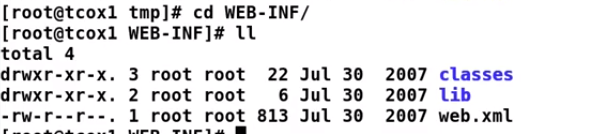 [root@tcox1 tmp]# cd WEB-INF/
[root@tcox1 WEB-INF]# ll
total 4
drwxr-xr-x. 3 root root  22 Jul 30  2007 classes
drwxr-xr-x. 2 root root   6 Jul 30  2007 lib
-rw-r--r--. 1 root root 813 Jul 30  2007 web.xml
[root@tcox1 WEB-INF]#